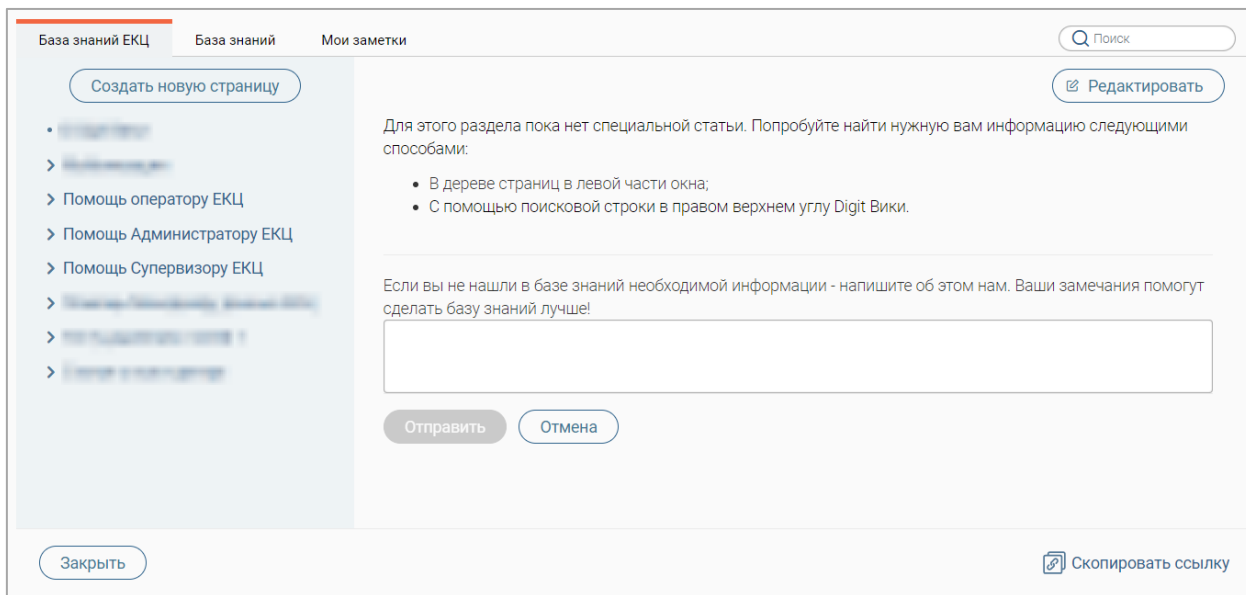 База знаний ЕКЦ База знаний Мои заметки Поиск
Создать новую страницу
Редактировать
Помощь оператору ЕКЦ
Помощь Администратору ЕКЦ
Помощь Супервизору ЕКЦ
Для этого раздела пока нет специальной статьи. Попробуйте найти нужную вам информацию следующими
способами:
В дереве страниц в левой части окна;
С помощью поисковой строки в правом верхнем углу Digit Вики.
Если вы не нашли в базе знаний необходимой информации - напишите об этом нам. Ваши замечания помогут
сделать базу знаний лучше!
Отправить Отмена
Закрыть
Скопировать ссылку